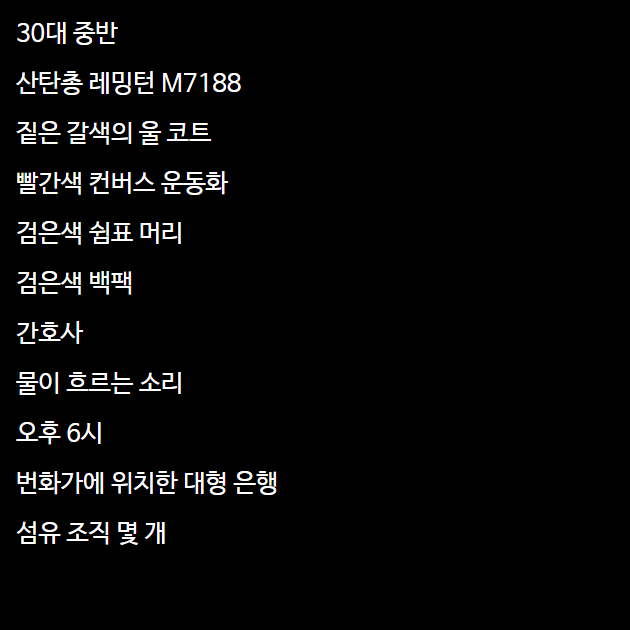 30대 중반
산탄총 레밍턴 M7188
짙은 갈색의 울 코트
빨간색 컨버스 운동화
검은색 쉼표 머리
검은색 백팩
간호사
물이 흐르는 소리
오후 6시
번화가에 위치한 대형 은행
섬유 조직 몇 개